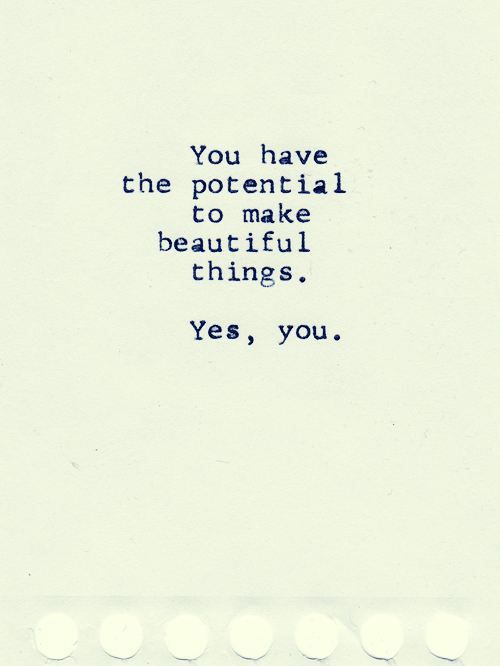 You have
the potential
to make
beautiful
things.
Yes, you.